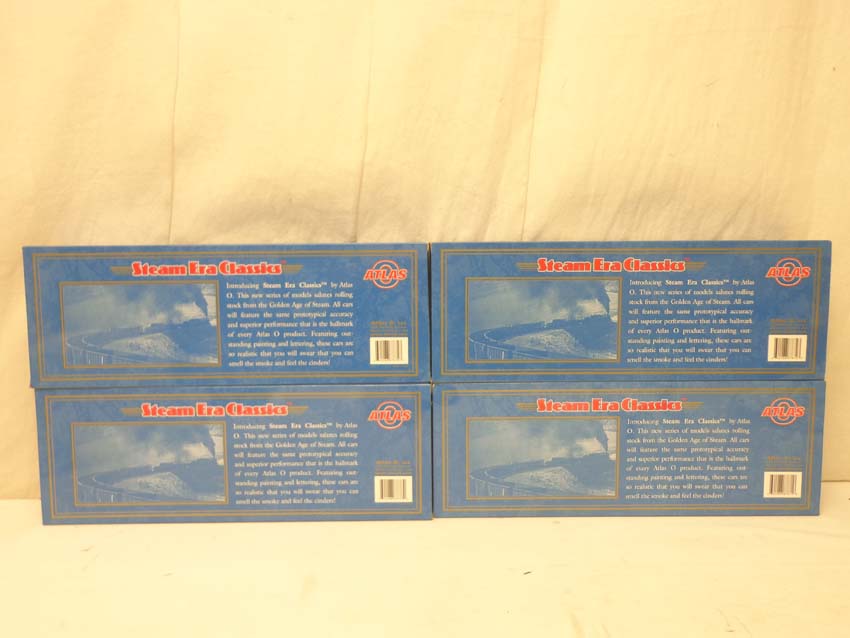 Steam Era Classics™
ATLAS O
Introducing Steam Era Classics™ by Atlas
O. This new series of models salutes rolling
stock from the Golden Age of Steam. All cars
will feature the same prototypical accuracy
and superior performance that is the hallmark
of every Atlas O product. Featuring out-
standing painting and lettering, these cars are
so realistic that you will swear that you can
smell the smoke and feel the cinders!
Steam Era Classics™
ATLAS O
Introducing Steam Era Classics™ by Atlas
O. This new series of models salutes rolling
stock from the Golden Age of Steam. All cars
will feature the same prototypical accuracy
and superior performance that is the hallmark
of every Atlas O product. Featuring out-
standing painting and lettering, these cars are
so realistic that you will swear that you can
smell the smoke and feel the cinders!
Steam Era Classics™
ATLAS O
Introducing Steam Era Classics™ by Atlas
O. This new series of models salutes rolling
stock from the Golden Age of Steam. All cars
will feature the same prototypical accuracy
and superior performance that is the hallmark
of every Atlas O product. Featuring out-
standing painting and lettering, these cars are
so realistic that you will swear that you can
smell the smoke and feel the cinders!
Steam Era Classics™
ATLAS O
Introducing Steam Era Classics™ by Atlas
O. This new series of models salutes rolling
stock from the Golden Age of Steam. All cars
will feature the same prototypical accuracy
and superior performance that is the hallmark
of every Atlas O product. Featuring out-
standing painting and lettering, these cars are
so realistic that you will swear that you can
smell the smoke and feel the cinders!